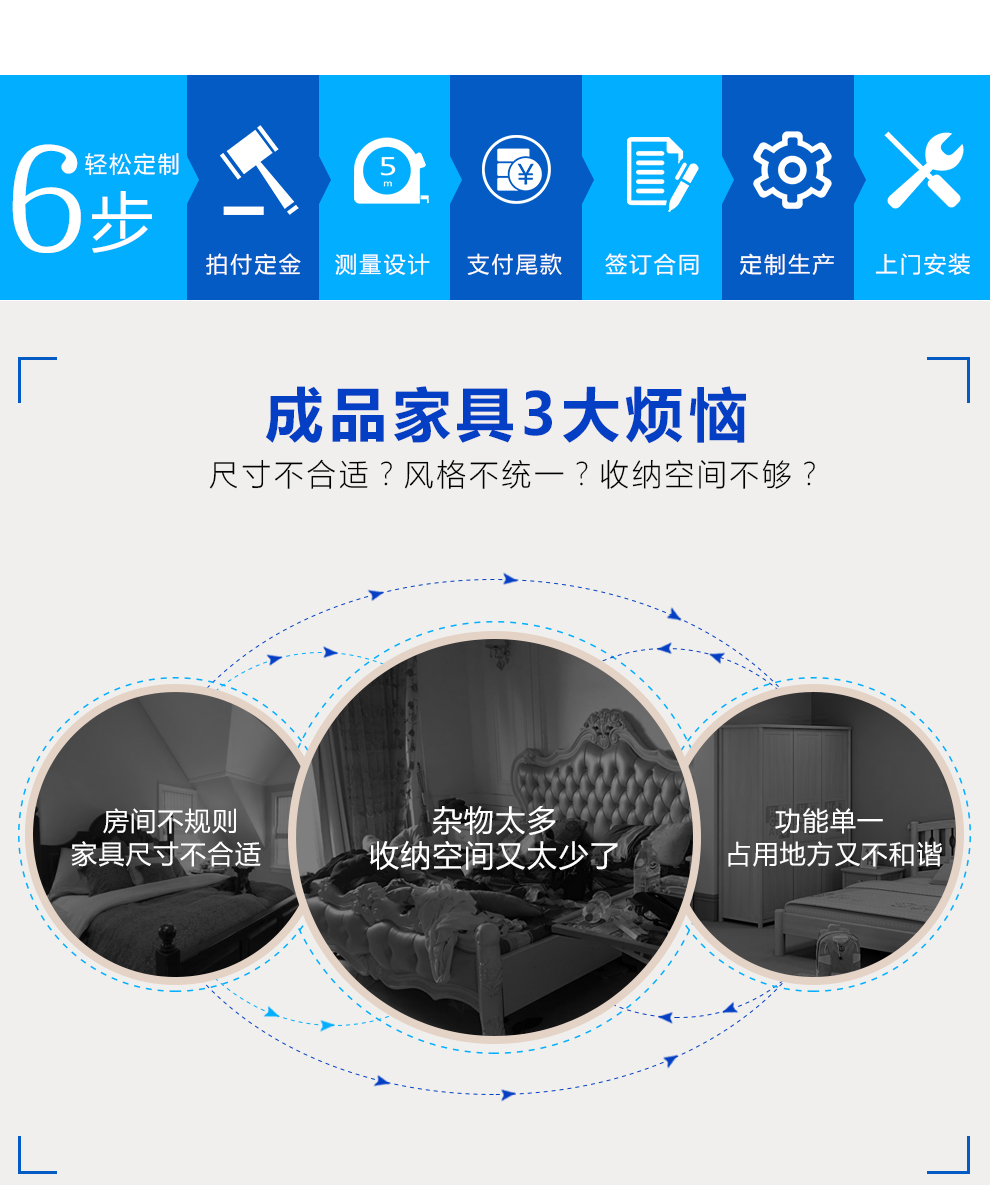 6步
轻松定制
拍付定金
5
m
测量设计
¥
支付尾款
签订合同
定制生产
上门安装
成品家具3大烦恼
尺寸不合适？风格不统一？收纳空间不够？
房间不规则
家具尺寸不合适
杂物太多
收纳空间又太少了
功能单一
占用地方又不和谐